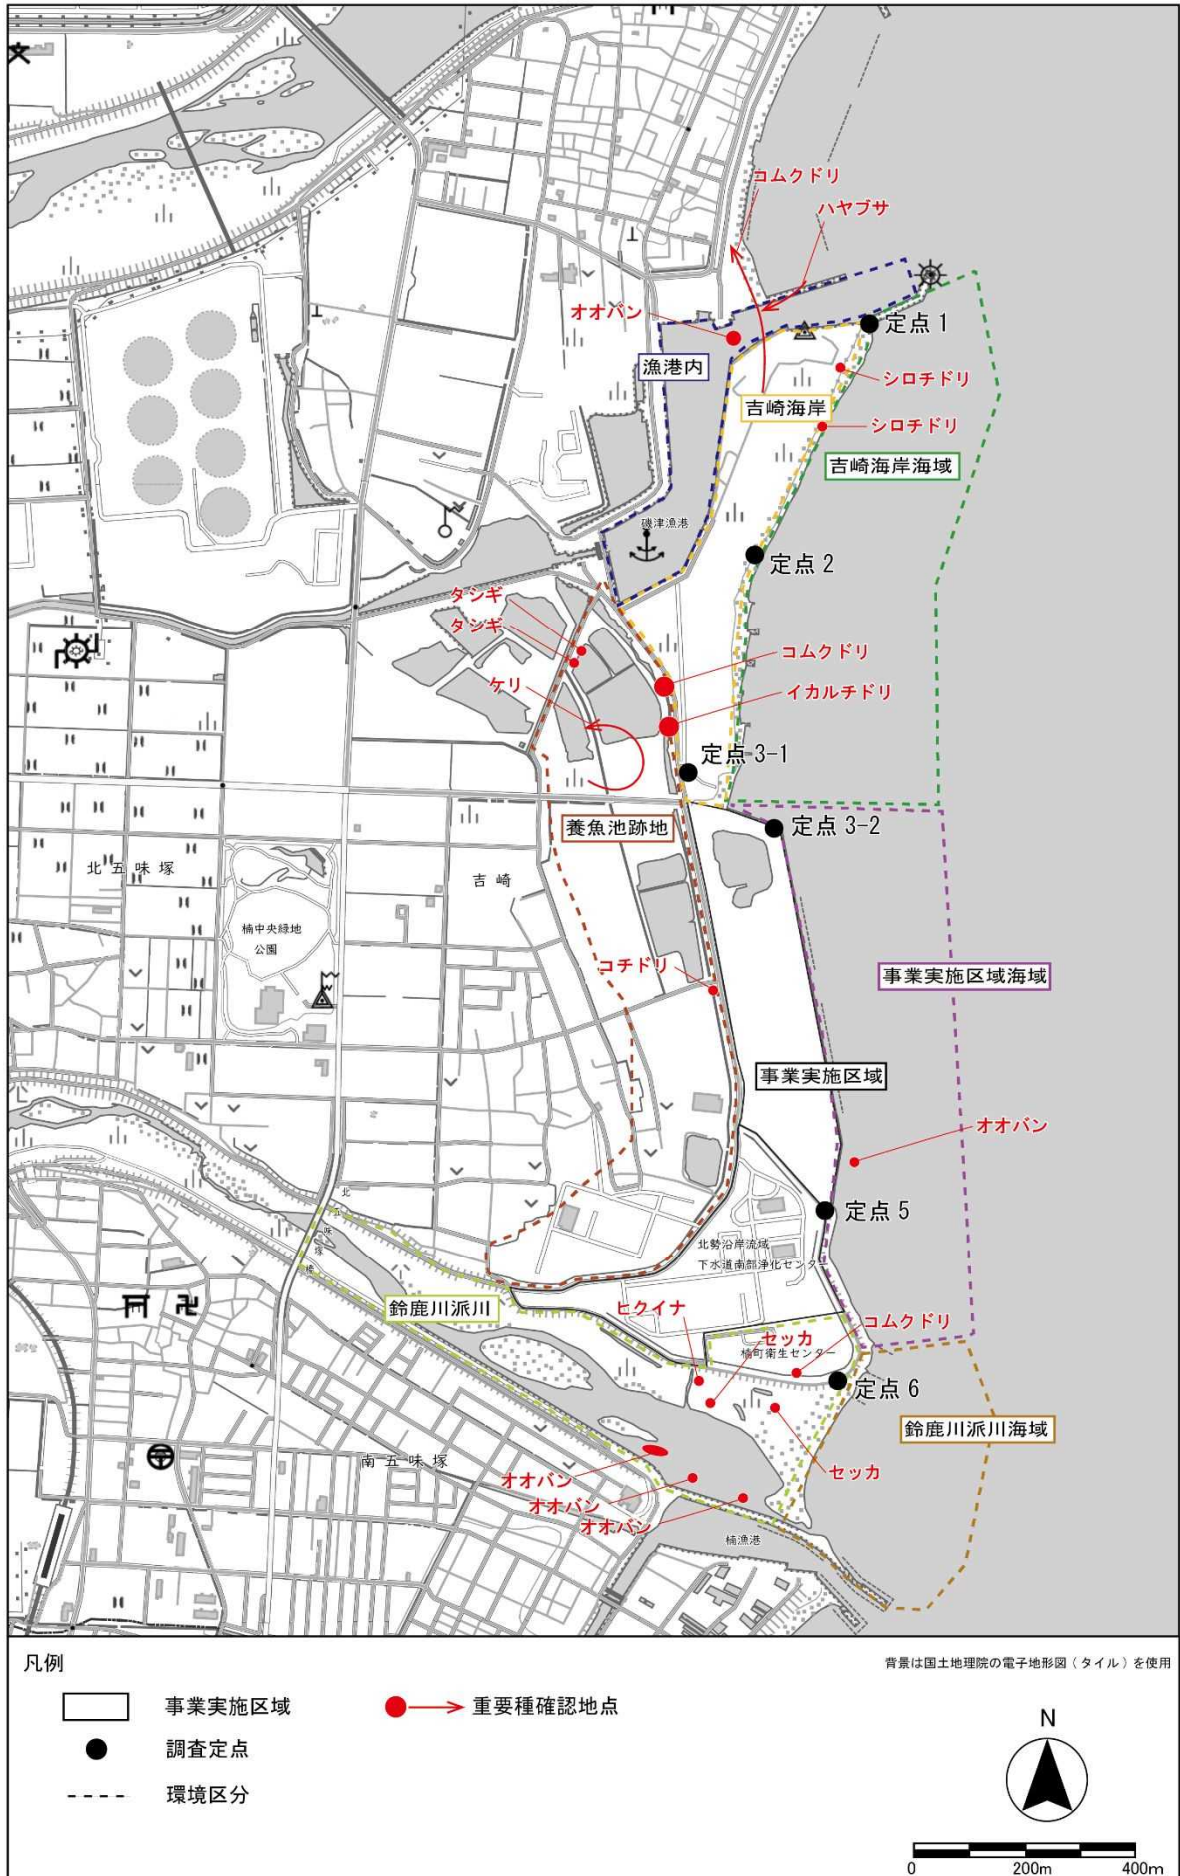 コムクドリ
ハヤブサ
オオバン
定点 1
漁港内
シロチドリ
吉崎海岸
シロチドリ
吉崎海岸海域
磯津漁港
定点 2
タシギ
タシギ
コムクドリ
ケリ
イカルチドリ
定点 3-1
養魚池跡地
定点 3-2
北五味塚
吉崎
楠中央緑地
公園
コチドリ
事業実施区域海域
事業実施区域
オオバン
定点 5
北五味塚橋
北勢沿岸流域
下水道南部浄化センター
鈴鹿川派川
ヒクイナ
セッカ
コムクドリ
楠町衛生センター
定点 6
鈴鹿川派川海域
南五味塚
オオバン
セッカ
オオバン
オオバン
楠漁港
凡例
背景は国土地理院の電子地形図（タイル）を使用
事業実施区域
重要種確認地点
調査定点
環境区分
N
0 200m 400m